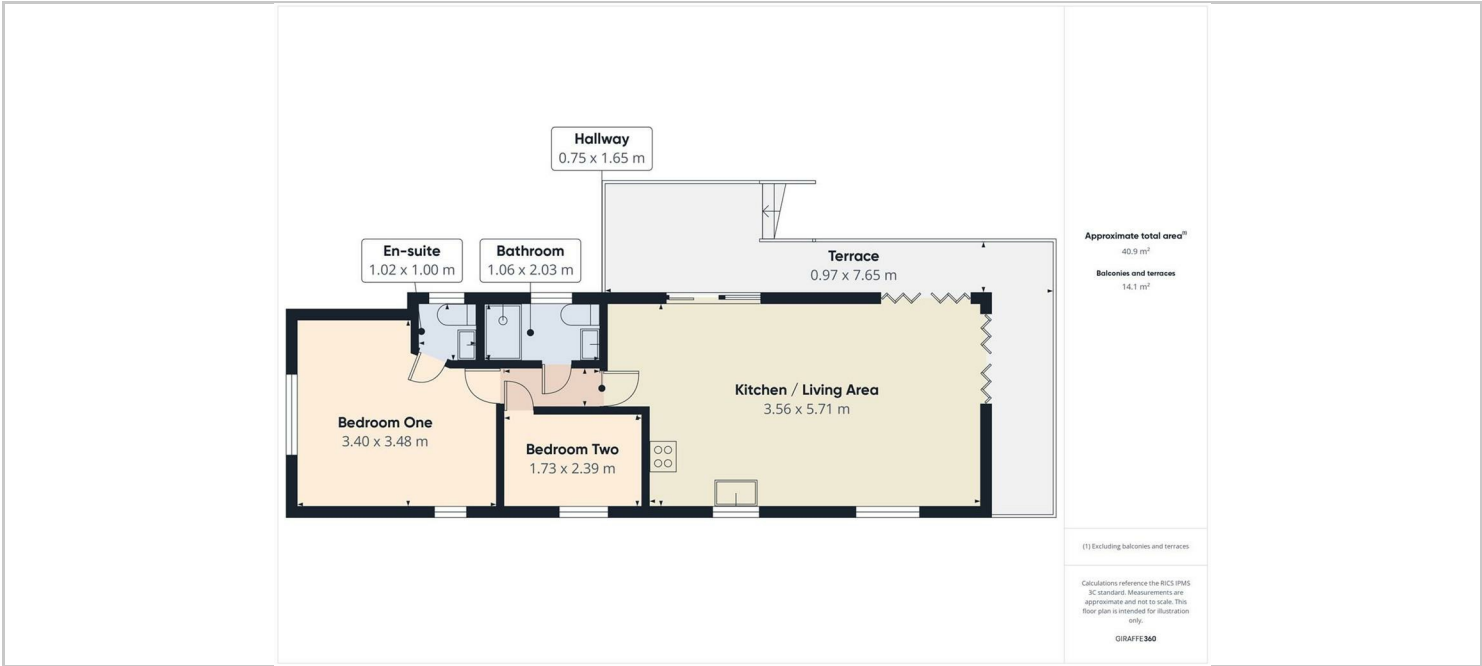 Hallway
0.75 x 1.65 m
En-suite
1.02 x 1.00 m
Bathroom
1.06 x 2.03 m
Terrace
0.97 x 7.65 m
Kitchen / Living Area
3.56 x 5.71 m
Bedroom One
3.40 x 3.48 m
Bedroom Two
1.73 x 2.39 m
Approximate total area(1)
40.9 m²
Balconies and terraces
14.1 m²
(1) Excluding balconies and terraces
Calculations reference the RICS IPMS
3C standard. Measurements are
approximate and not to scale. This
floor plan is intended for illustration
only.
GIRAFFE360